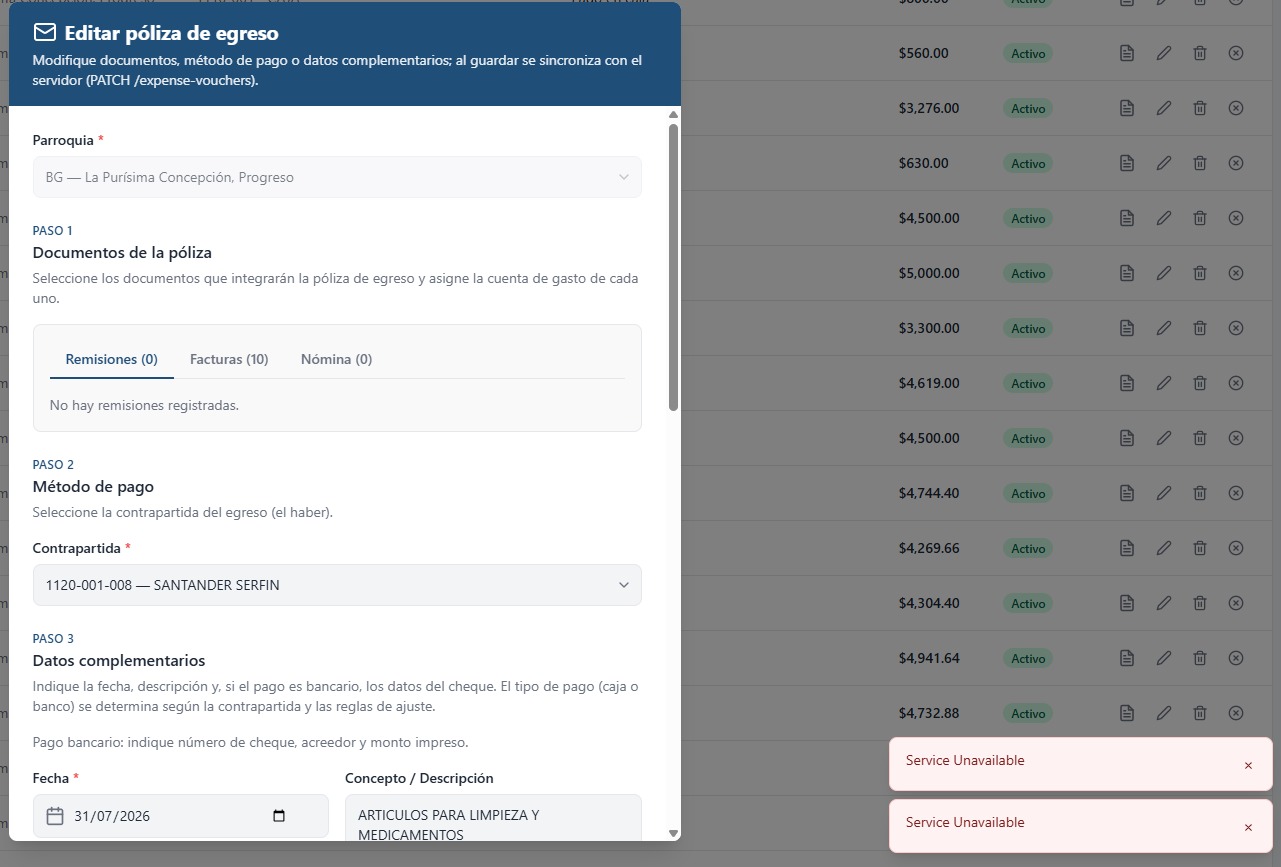 Editar póliza de egreso
Modifique documentos, método de pago o datos complementarios; al guardar se sincroniza con el
servidor (PATCH /expense-vouchers).
Parroquia *
BG — La Purísima Concepción, Progreso
PASO 1
Documentos de la póliza
Seleccione los documentos que integrarán la póliza de egreso y asigne la cuenta de gasto de cada
uno.
Remisiones (0) Facturas (10) Nómina (0)
No hay remisiones registradas.
PASO 2
Método de pago
Seleccione la contrapartida del egreso (el haber).
Contrapartida *
1120-001-008 — SANTANDER SERFIN
PASO 3
Datos complementarios
Indique la fecha, descripción y, si el pago es bancario, los datos del cheque. El tipo de pago (caja o
banco) se determina según la contrapartida y las reglas de ajuste.
Pago bancario: indique número de cheque, acreedor y monto impreso.
Fecha * Concepto / Descripción
31/07/2026 ARTICULOS PARA LIMPIEZA Y
MEDICAMENTOS
$560.00 Activo
$3,276.00 Activo
$630.00 Activo
$4,500.00 Activo
$5,000.00 Activo
$3,300.00 Activo
$4,619.00 Activo
$4,500.00 Activo
$4,744.40 Activo
$4,269.66 Activo
$4,304.40 Activo
$4,941.64 Activo
$4,732.88 Activo
Service Unavailable ×
Service Unavailable ×